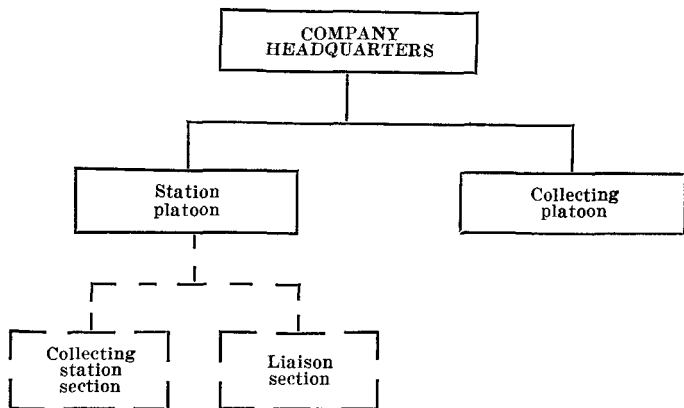 COMPANY
HEADQUARTERS
Station
platoon
Collecting
platoon
Collecting
station
section
Liaison
section